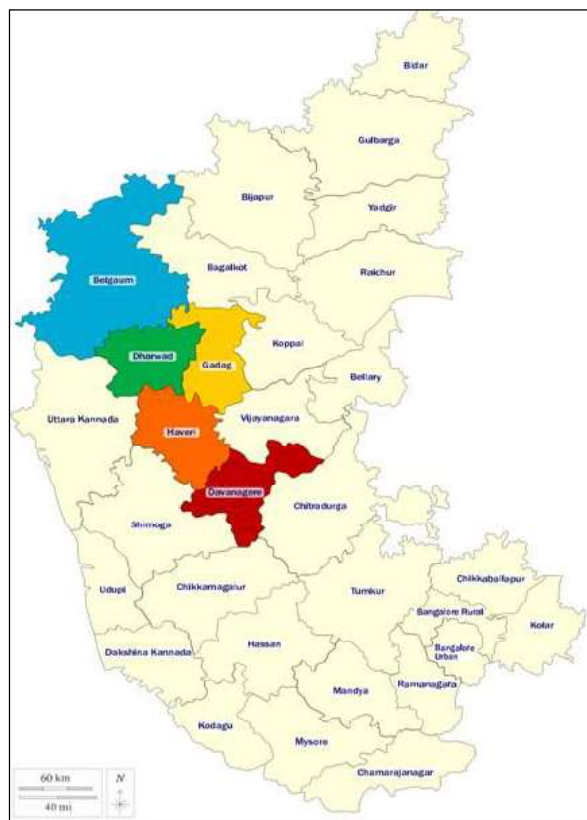 Bidar
Gulbarga
Bijapur
Yadgir
Bagalkot
Raichur
Belgaum
Koppal
Dharwad
Gadag
Bellary
Uttara Kannada
Vijayanagara
Haveri
Davanagere
Chitradurga
Shimoga
Udupi
Chikkamagalur
Tumkur
Chikkaballapur
Bangalore Rural
Kolar
Hassan
Dakshina Kannada
Bangalore
Urban
Ramanagara
Mandya
Kodagu
Mysore
Chamarajanagar
60 km
40 mi
N